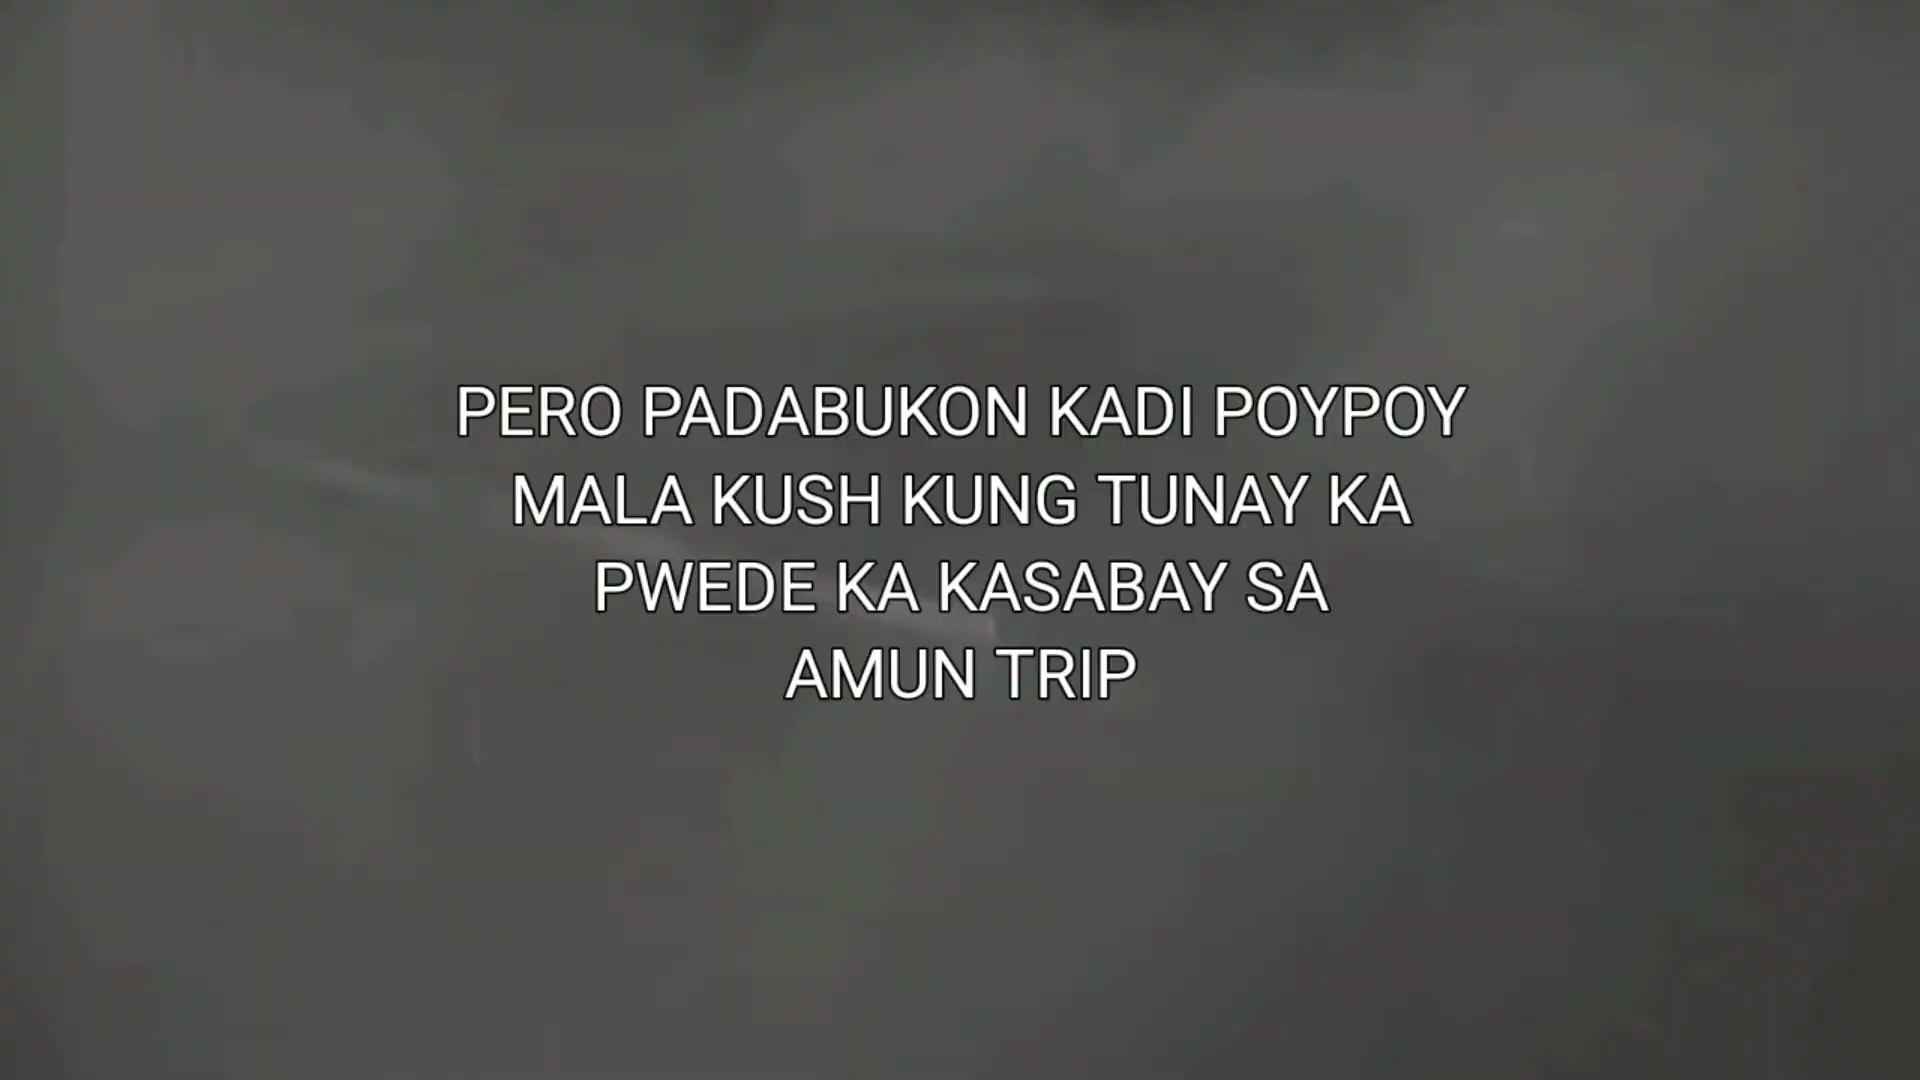 PERO PADABUKON KADI POYPOY
MALA KUSH KUNG TUNAY KA
PWEDE KA KASABAY SA
AMUN TRIP